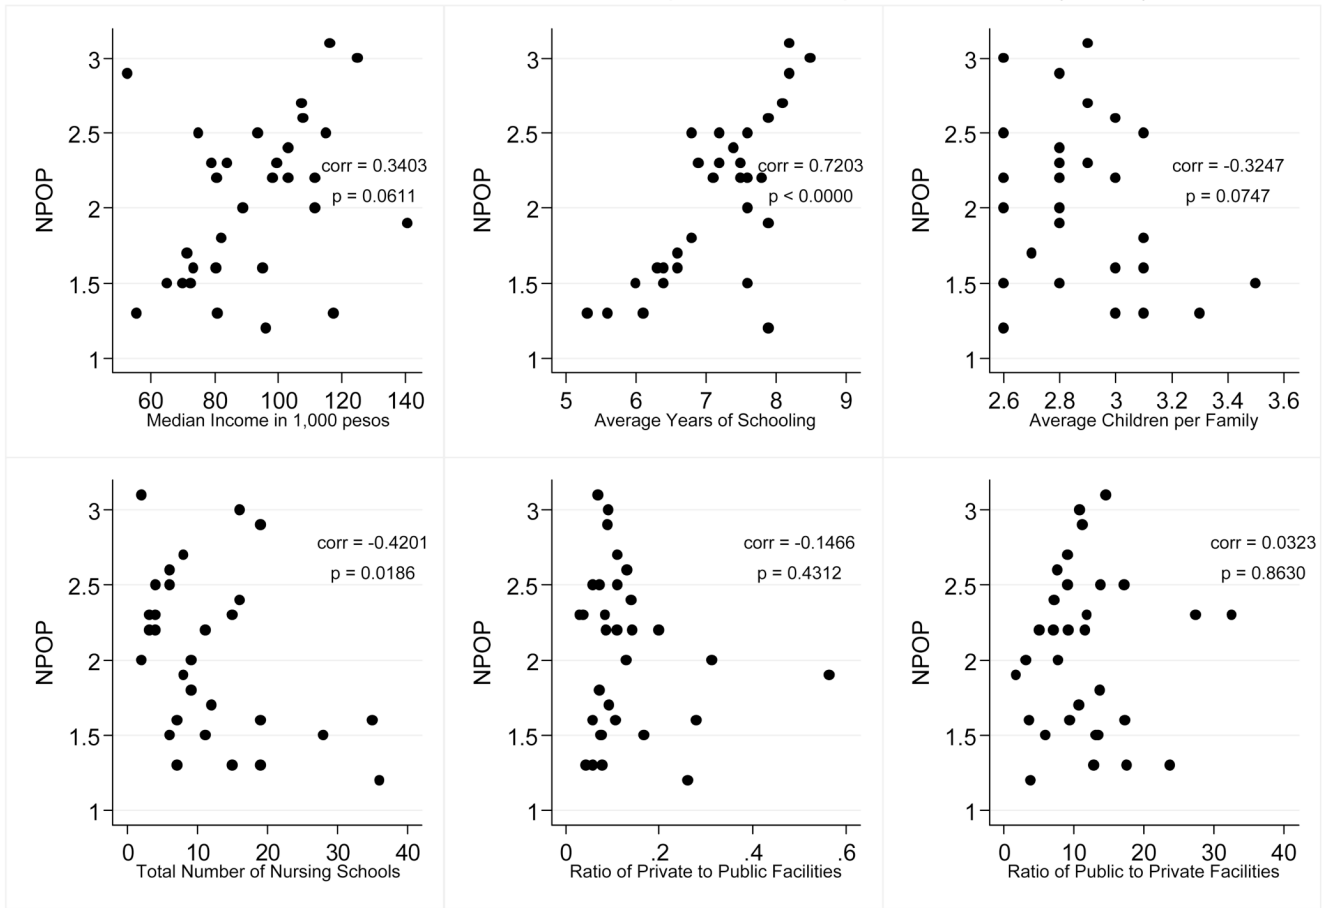 NPOP
3
2.5
2
1.5
1
corr = 0.3403
p = 0.0611
60 80 100 120 140
Median Income in 1,000 pesos
NPOP
3
2.5
2
1.5
1
corr = 0.7203
p < 0.0000
5 6 7 8 9
Average Years of Schooling
NPOP
3
2.5
2
1.5
1
corr = -0.3247
p = 0.0747
2.6 2.8 3 3.2 3.4 3.6
Average Children per Family
NPOP
3
2.5
2
1.5
1
corr = -0.4201
p = 0.0186
0 10 20 30 40
Total Number of Nursing Schools
NPOP
3
2.5
2
1.5
1
corr = -0.1466
p = 0.4312
0 .2 .4 .6
Ratio of Private to Public Facilities
NPOP
3
2.5
2
1.5
1
corr = 0.0323
p = 0.8630
0 10 20 30 40
Ratio of Public to Private Facilities